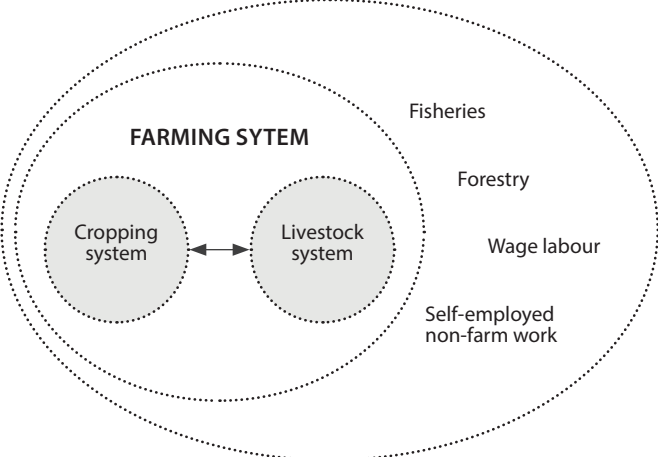 Fisheries
FARMING SYTEM
Forestry
Cropping
system
Livestock
system
Wage labour
Self-employed
non-farm work